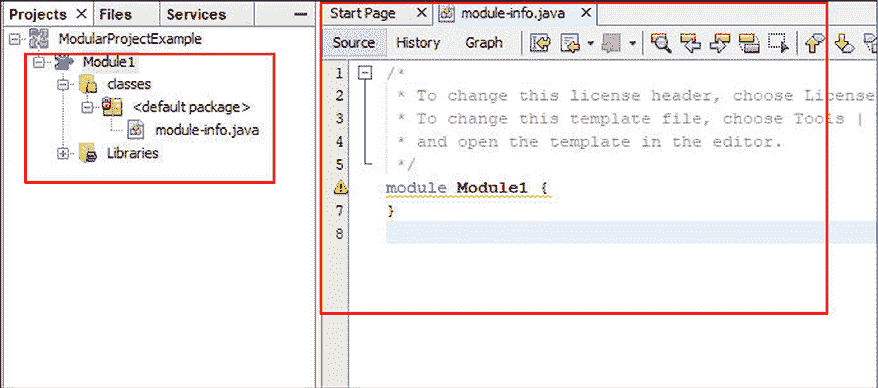 Projects Files Services
ModularProjectExample
Module1
classes
<default package>
module-info.java
Libraries
Start Page module-info.java
Source History Graph
1 /*
2 * To change this license header, choose License
3 * To change this template file, choose Tools |
4 * and open the template in the editor.
5 */
module Module1 {
7 }
8